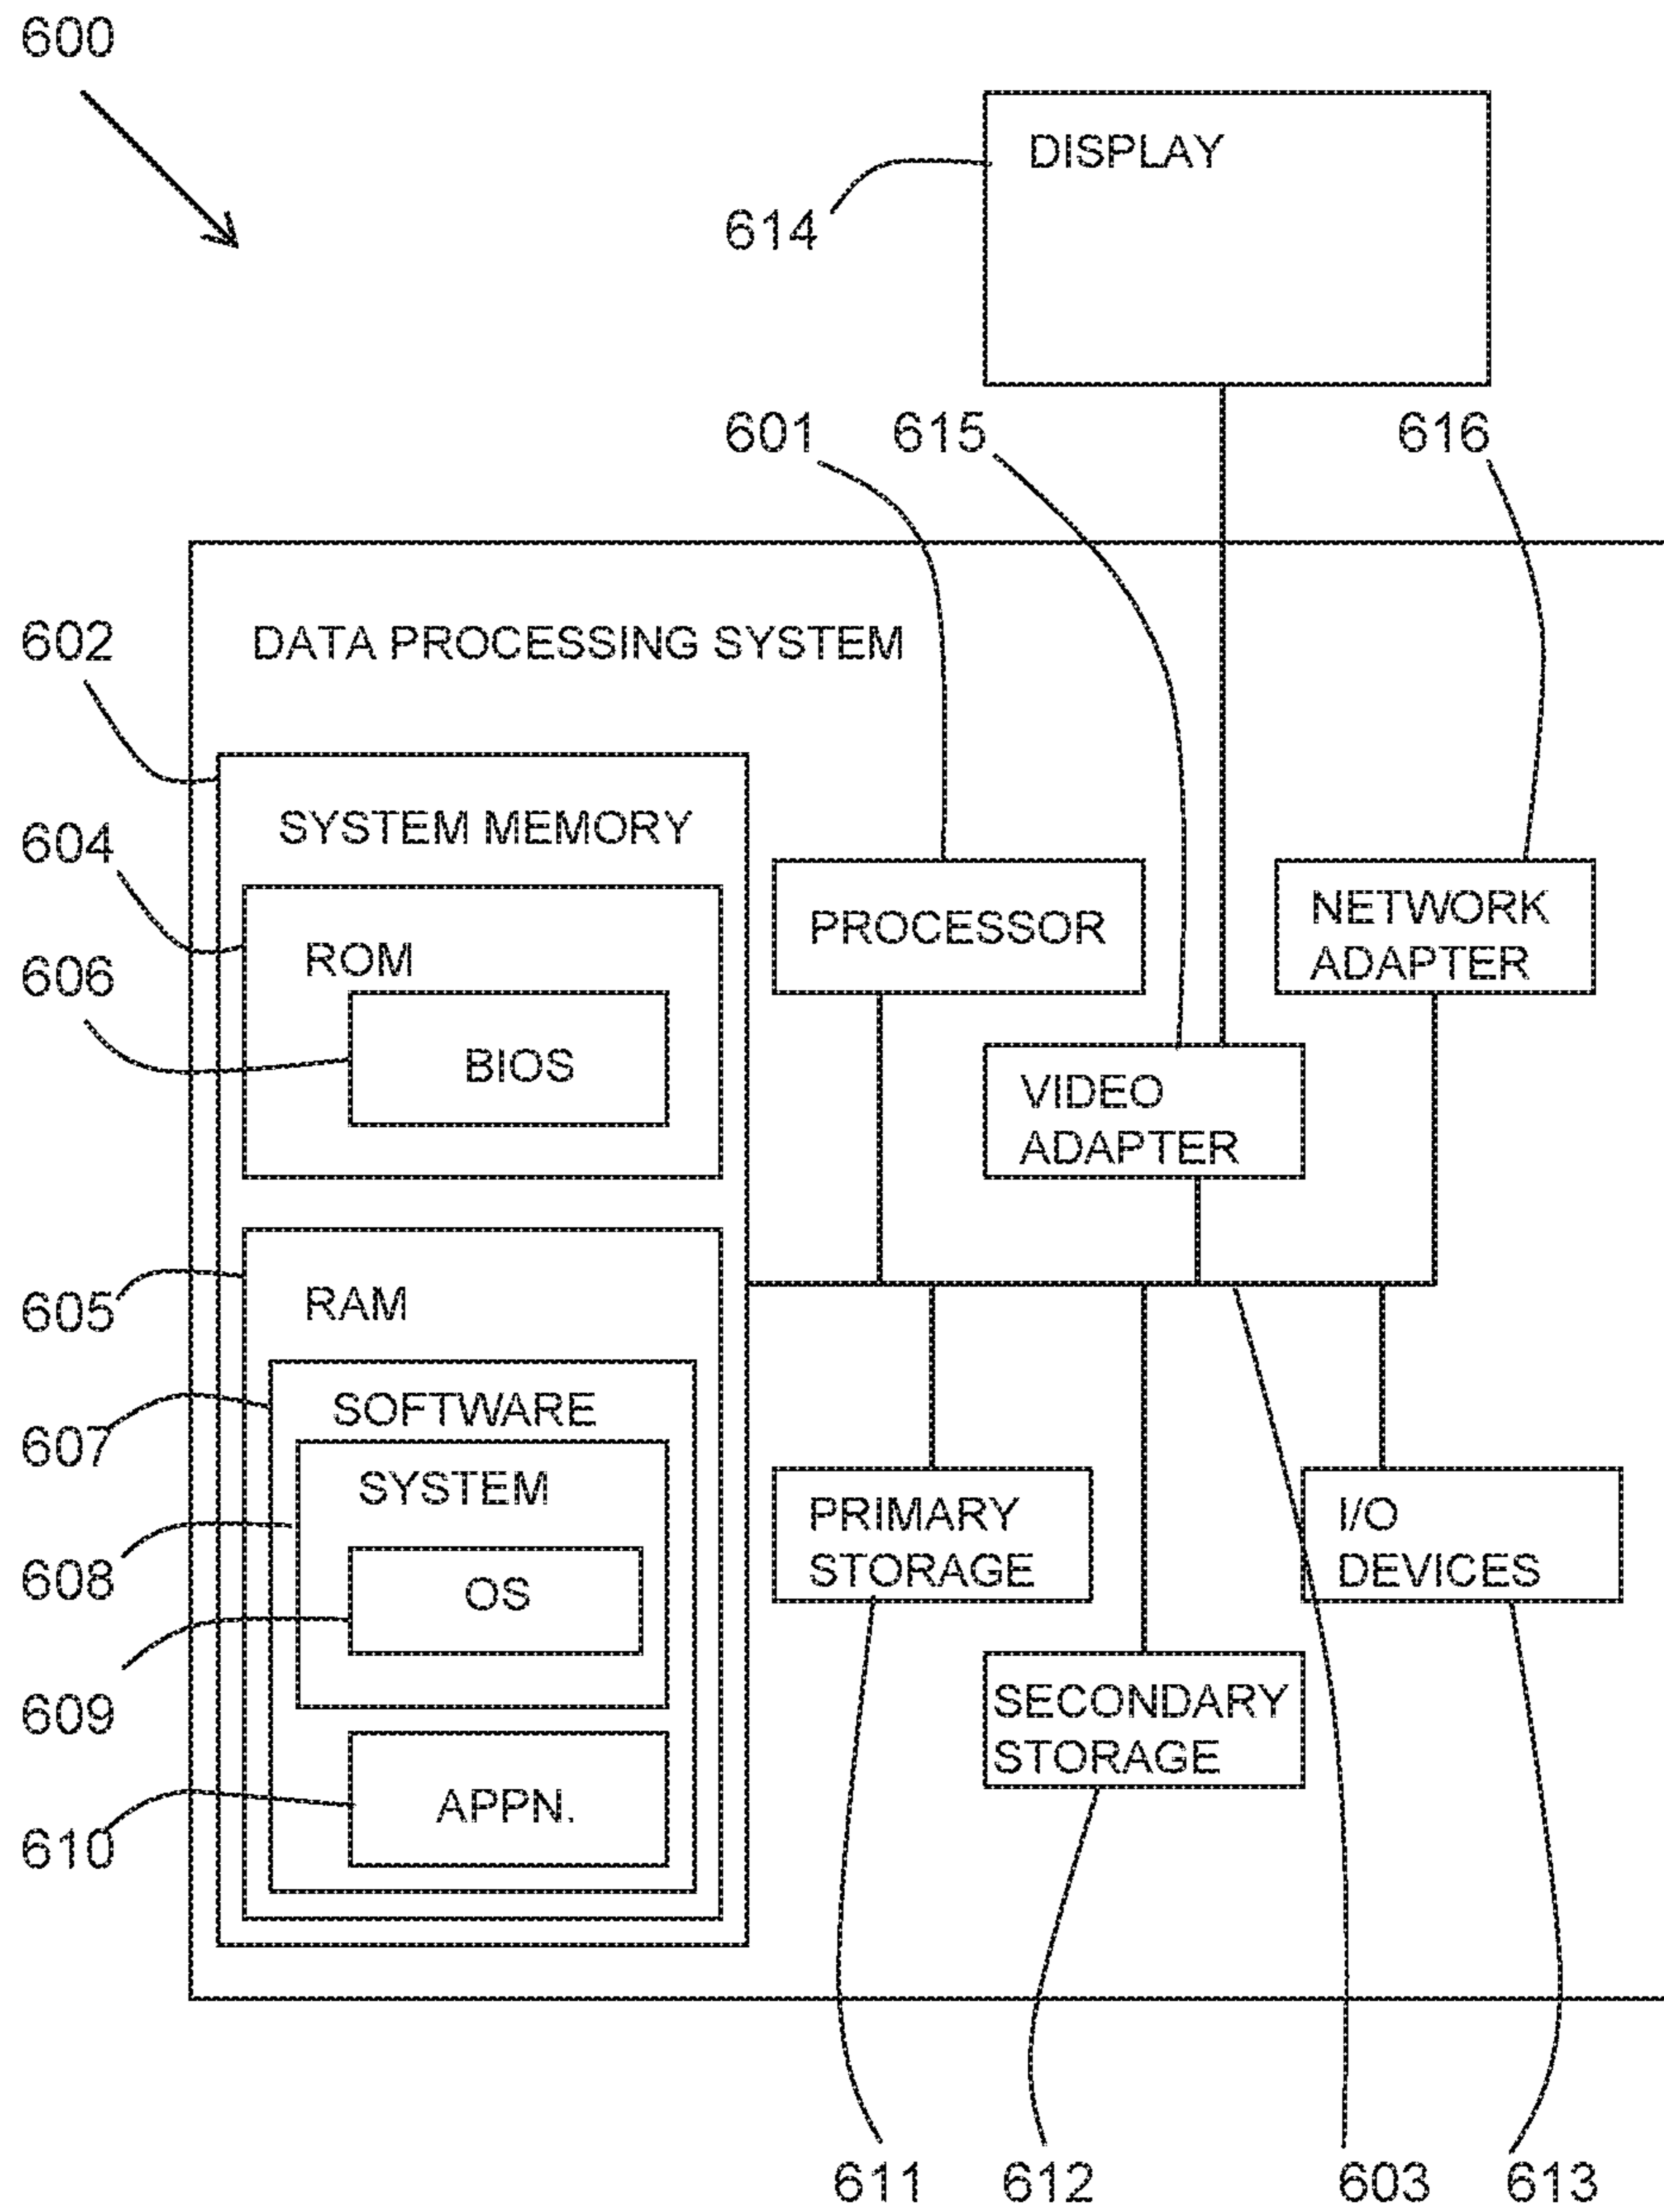 600
DISPLAY
614
601
615
616
602
DATA PROCESSING SYSTEM
SYSTEM MEMORY
604
PROCESSOR
NETWORK
ADAPTER
ROM
606
BIOS
VIDEO
ADAPTER
605
RAM
SOFTWARE
607
SYSTEM
PRIMARY
STORAGE
I/O
DEVICES
608
OS
609
SECONDARY
STORAGE
APPN.
610
611
612
603
613